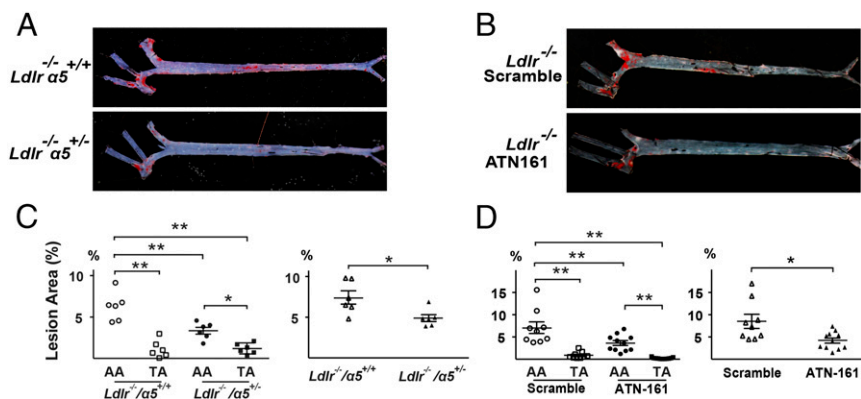 A
B
Ldlr⁻/⁻ α5⁺/⁺
Ldlr⁻/⁻ α5⁺/⁻
Ldlr⁻/⁻
Scramble
Ldlr⁻/⁻
ATN161
C
D
Lesion Area (%)
%
10
5
**
**
**
*
AA TA AA TA
Ldlr⁻/⁻/α5⁺/⁺ Ldlr⁻/⁻/α5⁺/⁻
%
10
5
*
Ldlr⁻/⁻/α5⁺/⁺ Ldlr⁻/⁻/α5⁺/⁻
%
15
10
5
**
**
**
**
AA TA AA TA
Scramble ATN-161
%
15
10
5
*
Scramble ATN-161